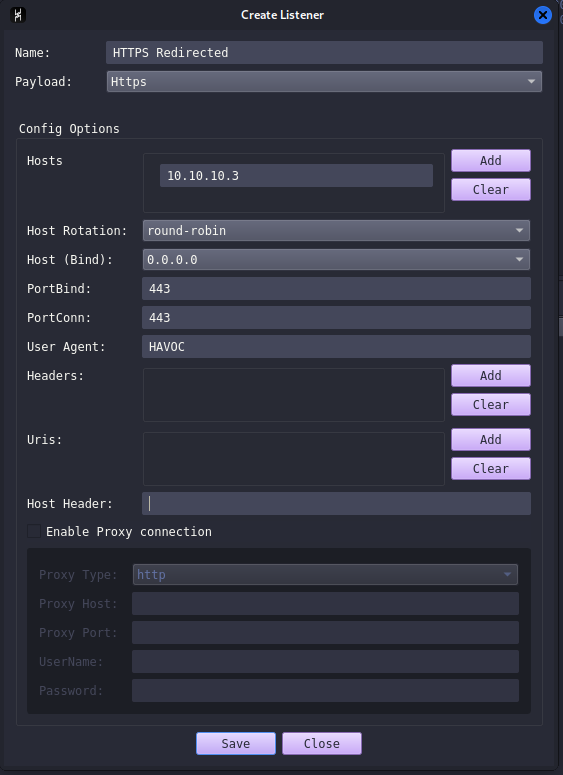 Create Listener
Name: HTTPS Redirected
Payload: Https
Config Options
Hosts 10.10.10.3 Add
Clear
Host Rotation: round-robin
Host (Bind): 0.0.0.0
PortBind: 443
PortConn: 443
User Agent: HAVOC
Headers: Add
Clear
Uris: Add
Clear
Host Header:
Enable Proxy connection
Proxy Type: http
Proxy Host:
Proxy Port:
UserName:
Password:
Save Close